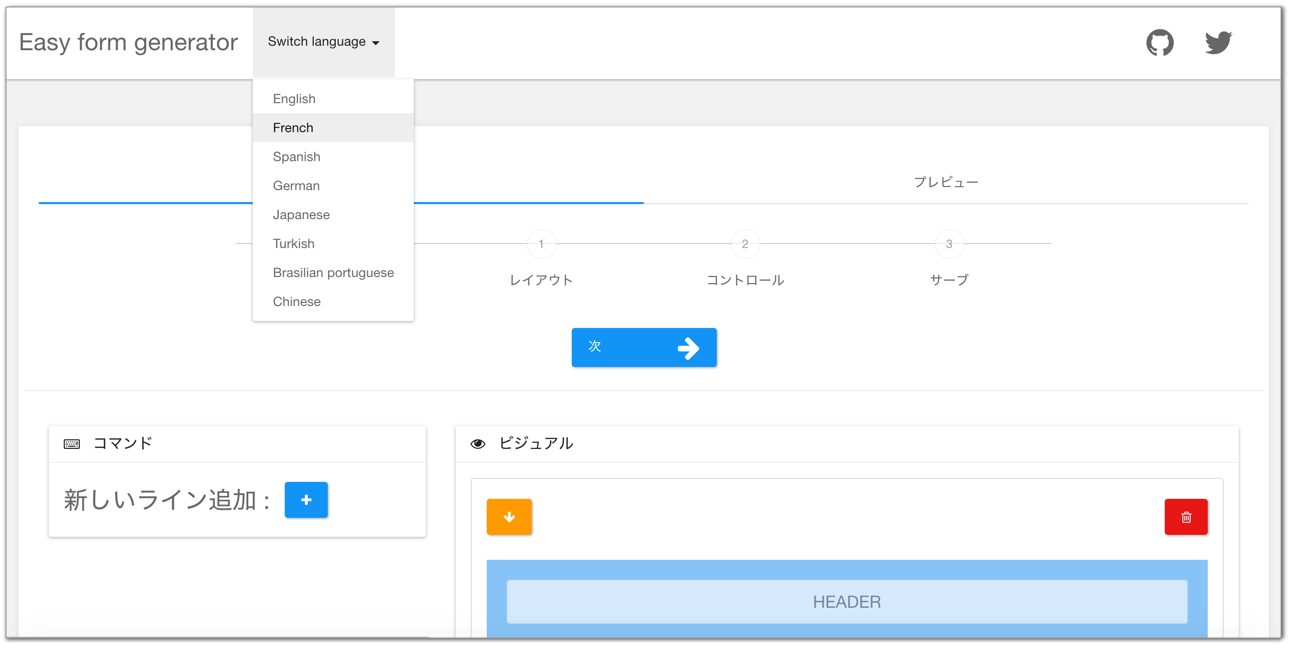 Easy form generator
Switch language
English
French
Spanish
German
Japanese
Turkish
Brasilian portuguese
Chinese
プレビュー
1
2
3
レイアウト
コントロール
サーブ
次
コマンド
新しいライン追加 :
ビジュアル
HEADER